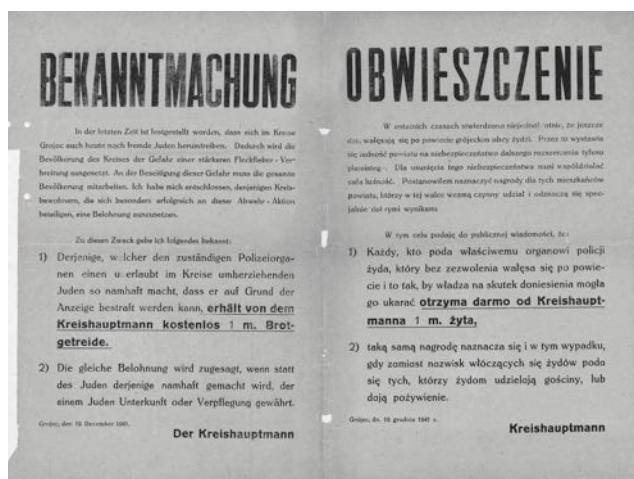 BEKANNTMACHUNG
In der letzten Zeit ist festgestellt worden, dass sich im Kreise
Grojec auch heute noch fremde Juden herumtreiben. Dadurch wird die
Bevölkerung des Kreises der Gefahr einer stärkeren Fleckfieber - Ver-
breitung ausgesetzt. An der Beseitigung dieser Gefahr muss die gesamte
Bevölkerung mitarbeiten. Ich habe mich entschlossen, denjenigen Kreis-
bewohnern, die sich besonders erfolgreich an dieser Abwehr - Aktion
beteiligen, eine Belohnung auszusetzen.
Zu diesem Zweck gebe ich folgendes bekannt:
1) Derjenige, welcher den zuständigen Polizeiorga-
nen einen unerlaubt im Kreise umherziehenden
Juden so namhaft macht, dass er auf Grund der
Anzeige bestraft werden kann, erhält von dem
Kreishauptmann kostenlos 1 m. Brot-
getreide.
2) Die gleiche Belohnung wird zugesagt, wenn statt
des Juden derjenige namhaft gemacht wird, der
einem Juden Unterkunft oder Verpflegung gewährt.
Grojec, den 19. Dezember 1941.
Der Kreishauptmann
OBWIESZCZENIE
W ostatnich czasach stwierdzono niejednokrotnie, że jeszcze
dziś, wałęsają się po powiecie grójeckim obcy żydzi. Przez to wystawia
się ludność powiatu na niebezpieczeństwo dalszego rozszerzenia tyfusu
plamistego. Dla usunięcia tego niebezpieczeństwa musi współdziałać
cała ludność. Postanowiłem naznaczyć nagrody dla tych mieszkańców
powiatu, którzy w tej walce wezmą czynny udział i odznaczą się spec-
jalnie dobrymi wynikami
W tym celu podaję do publicznej wiadomości, że:
1) Każdy, kto poda właściwemu organowi policji
żyda, który bez zezwolenia wałęsa się po powie-
cie i to tak, by władza na skutek doniesienia mogła
go ukarać otrzyma darmo od Kreishaupt-
manna 1 m. żyta,
2) taką samą nagrodę naznacza się i w tym wypadku,
gdy zamiast nazwisk włóczących się żydów poda
się tych, którzy żydom udzielają gościny, lub
dają pożywienie.
Grójec, dn. 19. grudnia 1941 r.
Kreishauptmann